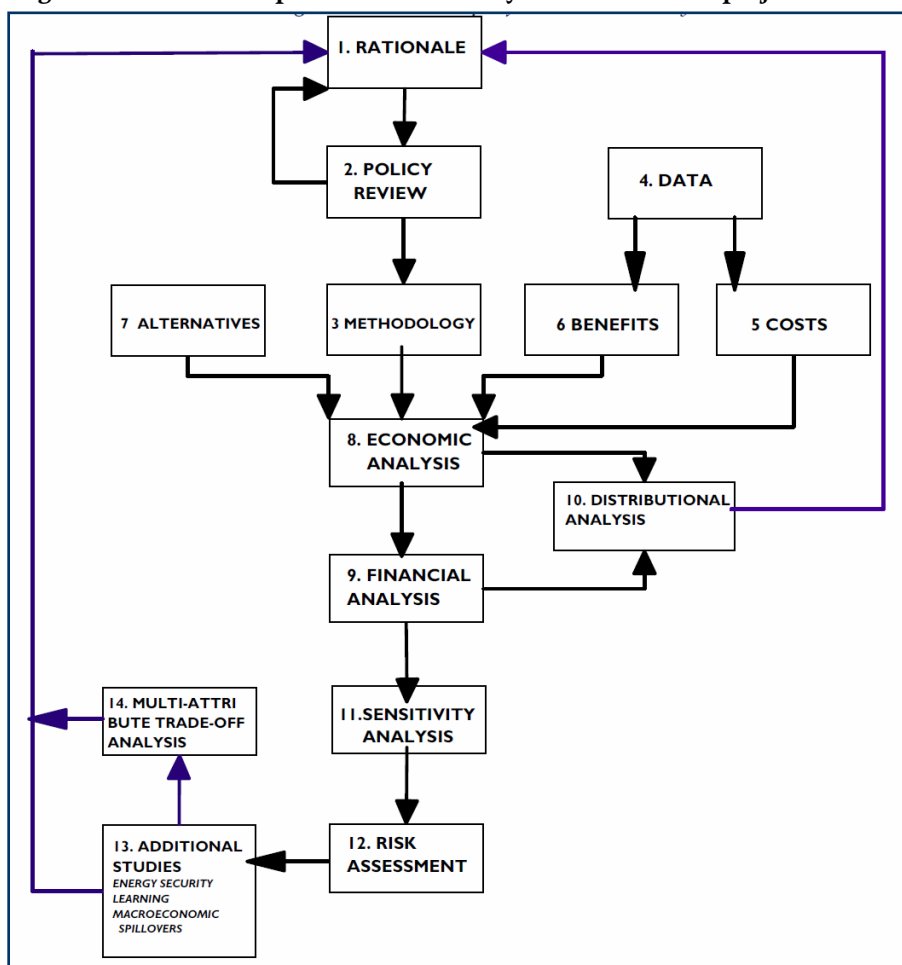 1. RATIONALE
2. POLICY
REVIEW
4. DATA
7 ALTERNATIVES
3 METHODOLOGY
6 BENEFITS
5 COSTS
8. ECONOMIC
ANALYSIS
10. DISTRIBUTIONAL
ANALYSIS
9. FINANCIAL
ANALYSIS
14. MULTI-ATTRI
BUTE TRADE-OFF
ANALYSIS
11.SENSITIVITY
ANALYSIS
13. ADDITIONAL
STUDIES
ENERGY SECURITY
LEARNING
MACROECONOMIC
SPILLOVERS
12. RISK
ASSESSMENT